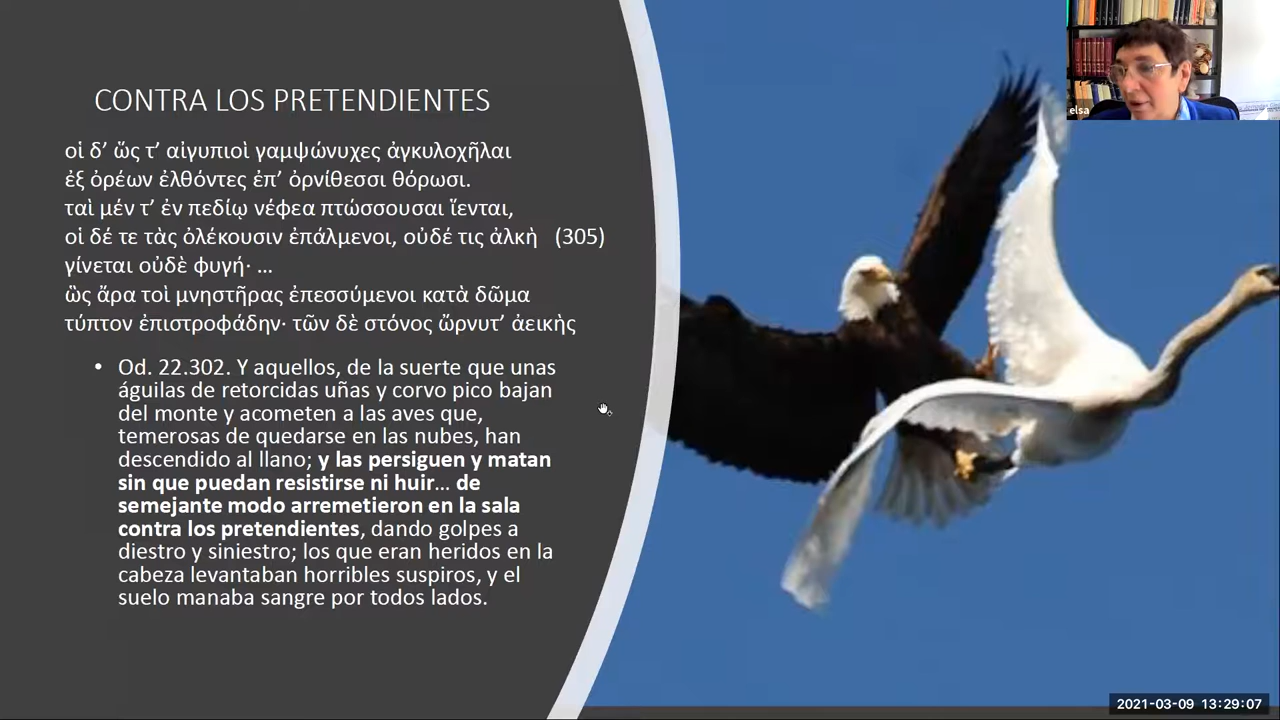 CONTRA LOS PRETENDIENTES
οἱ δ’ ὥς τ’ αἰγυπιοὶ γαμψώνυχες ἀγκυλοχῆλαι
ἐξ ὀρέων ἐλθόντες ἐπ’ ὀρνίθεσσι θόρωσι.
ταὶ μέν τ’ ἐν πεδίῳ νέφεα πτώσσουσαι ἵενται,
οἱ δέ τε τὰς ὀλέκουσιν ἐπάλμενοι, οὐδέ τις ἀλκὴ (305)
γίνεται οὐδὲ φυγή· ...
ὣς ἄρα τοὶ μνηστῆρας ἐπεσσύμενοι κατὰ δῶμα
τύπτον ἐπιστροφάδην· τῶν δὲ στόνος ὤρνυτ’ ἀεικὴς
• Od. 22.302. Y aquellos, de la suerte que unas
águilas de retorcidas uñas y corvo pico bajan
del monte y acometen a las aves que,
temerosas de quedarse en las nubes, han
descendido al llano; y las persiguen y matan
sin que puedan resistirse ni huir... de
semejante modo arremetieron en la sala
contra los pretendientes, dando golpes a
diestro y siniestro; los que eran heridos en la
cabeza levantaban horribles suspiros, y el
suelo manaba sangre por todos lados.
elsa
2021-03-09 13:29:07